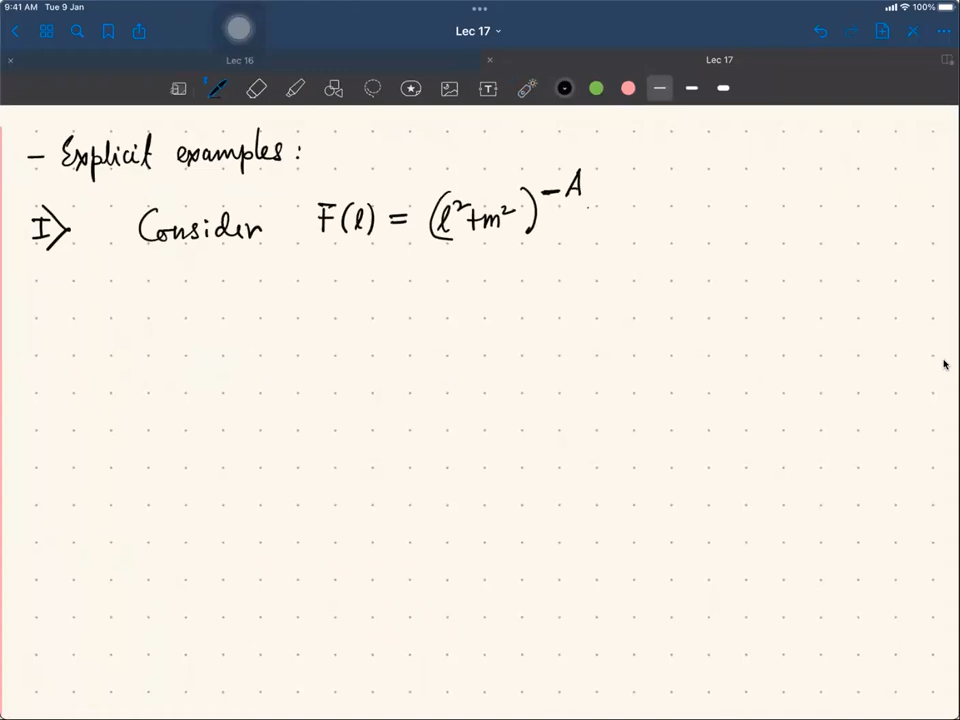 9:41 AM Tue 9 Jan
100%
Lec 17
Lec 16
Lec 17
- Explicit examples:
I> Consider F(l) = (l²+m²)^{-A}